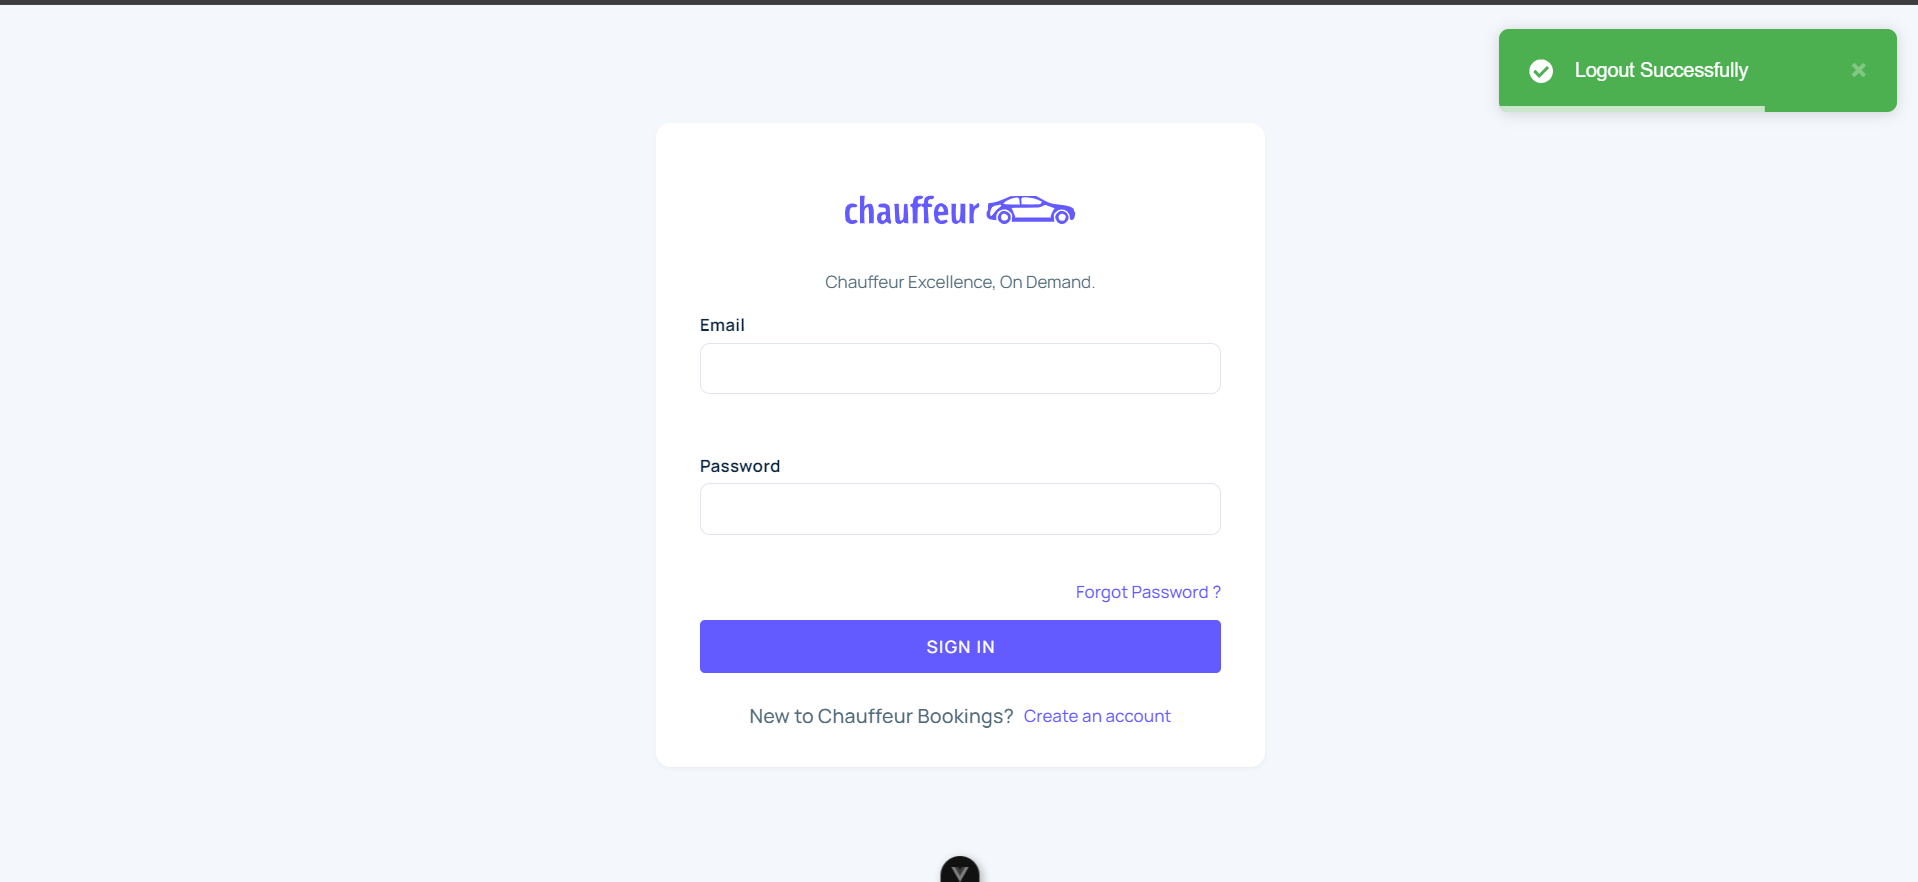 Logout Successfully
chauffeur
Chauffeur Excellence, On Demand.
Email
Password
Forgot Password ?
SIGN IN
New to Chauffeur Bookings? Create an account